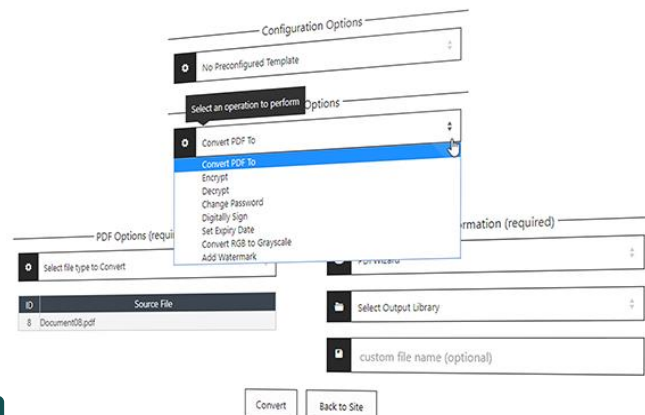 Configuration Options
No Preconfigured Template
Select an operation to perform
Options
Convert PDF To
Convert PDF To
Encrypt
Decrypt
Change Password
Digitally Sign
Set Expiry Date
Convert RGB to Grayscale
Add Watermark
PDF Options (requi
Select file type to Convert
ID Source File
8 Document08.pdf
rmation (required)
PDFWizard
Select Output Library
custom file name (optional)
Convert Back to Site